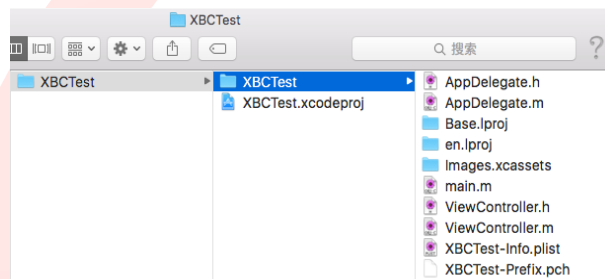 XBCTest
搜索
XBCTest
XBCTest
XBCTest.xcodeproj
AppDelegate.h
AppDelegate.m
Base.lproj
en.lproj
Images.xcassets
main.m
ViewController.h
ViewController.m
XBCTest-Info.plist
XBCTest-Prefix.pch